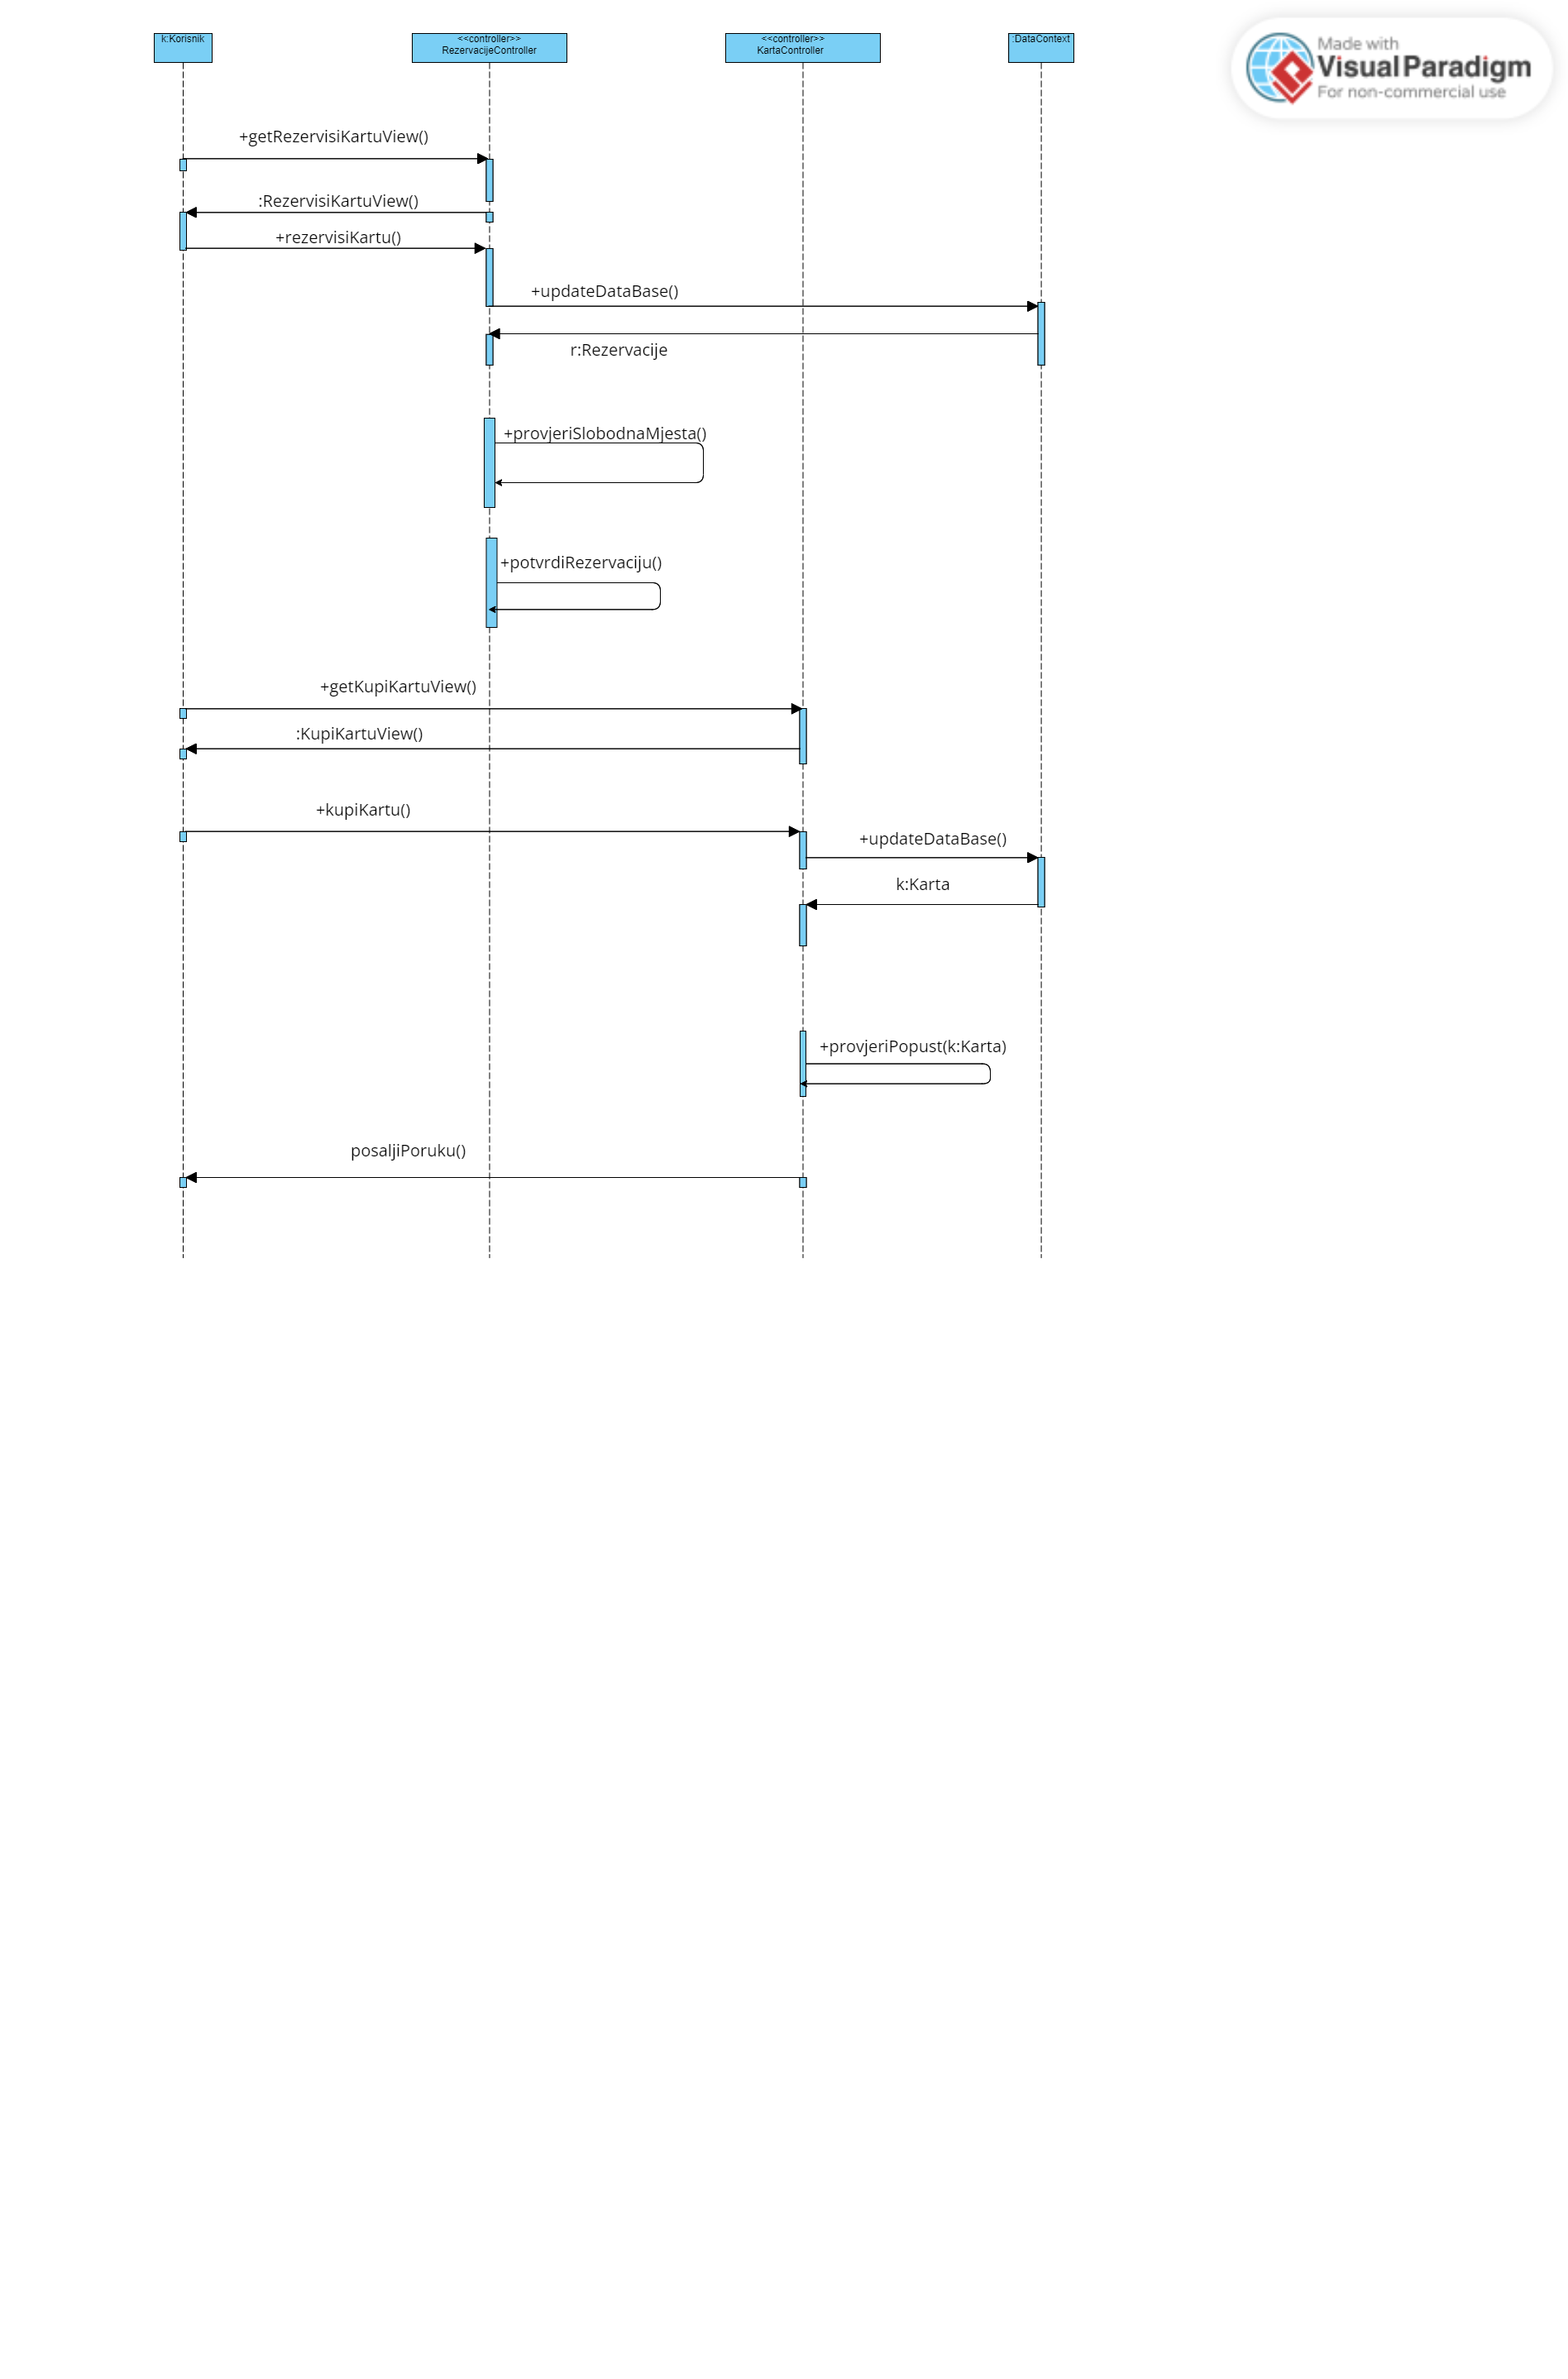 k:Korisnik
<<controller>>
RezervacijeController
<<controller>>
KartaController
:DataContext
Made with
Visual Paradigm
For non-commercial use
+getRezervisiKartuView()
:RezervisiKartuView()
+rezervisiKartu()
+updateDataBase()
r:Rezervacije
+provjeriSlobodnaMjesta()
+potvrdiRezervaciju()
+getKupiKartuView()
:KupiKartuView()
+kupiKartu()
+updateDataBase()
k:Karta
+provjeriPopust(k:Karta)
posaljiPoruku()